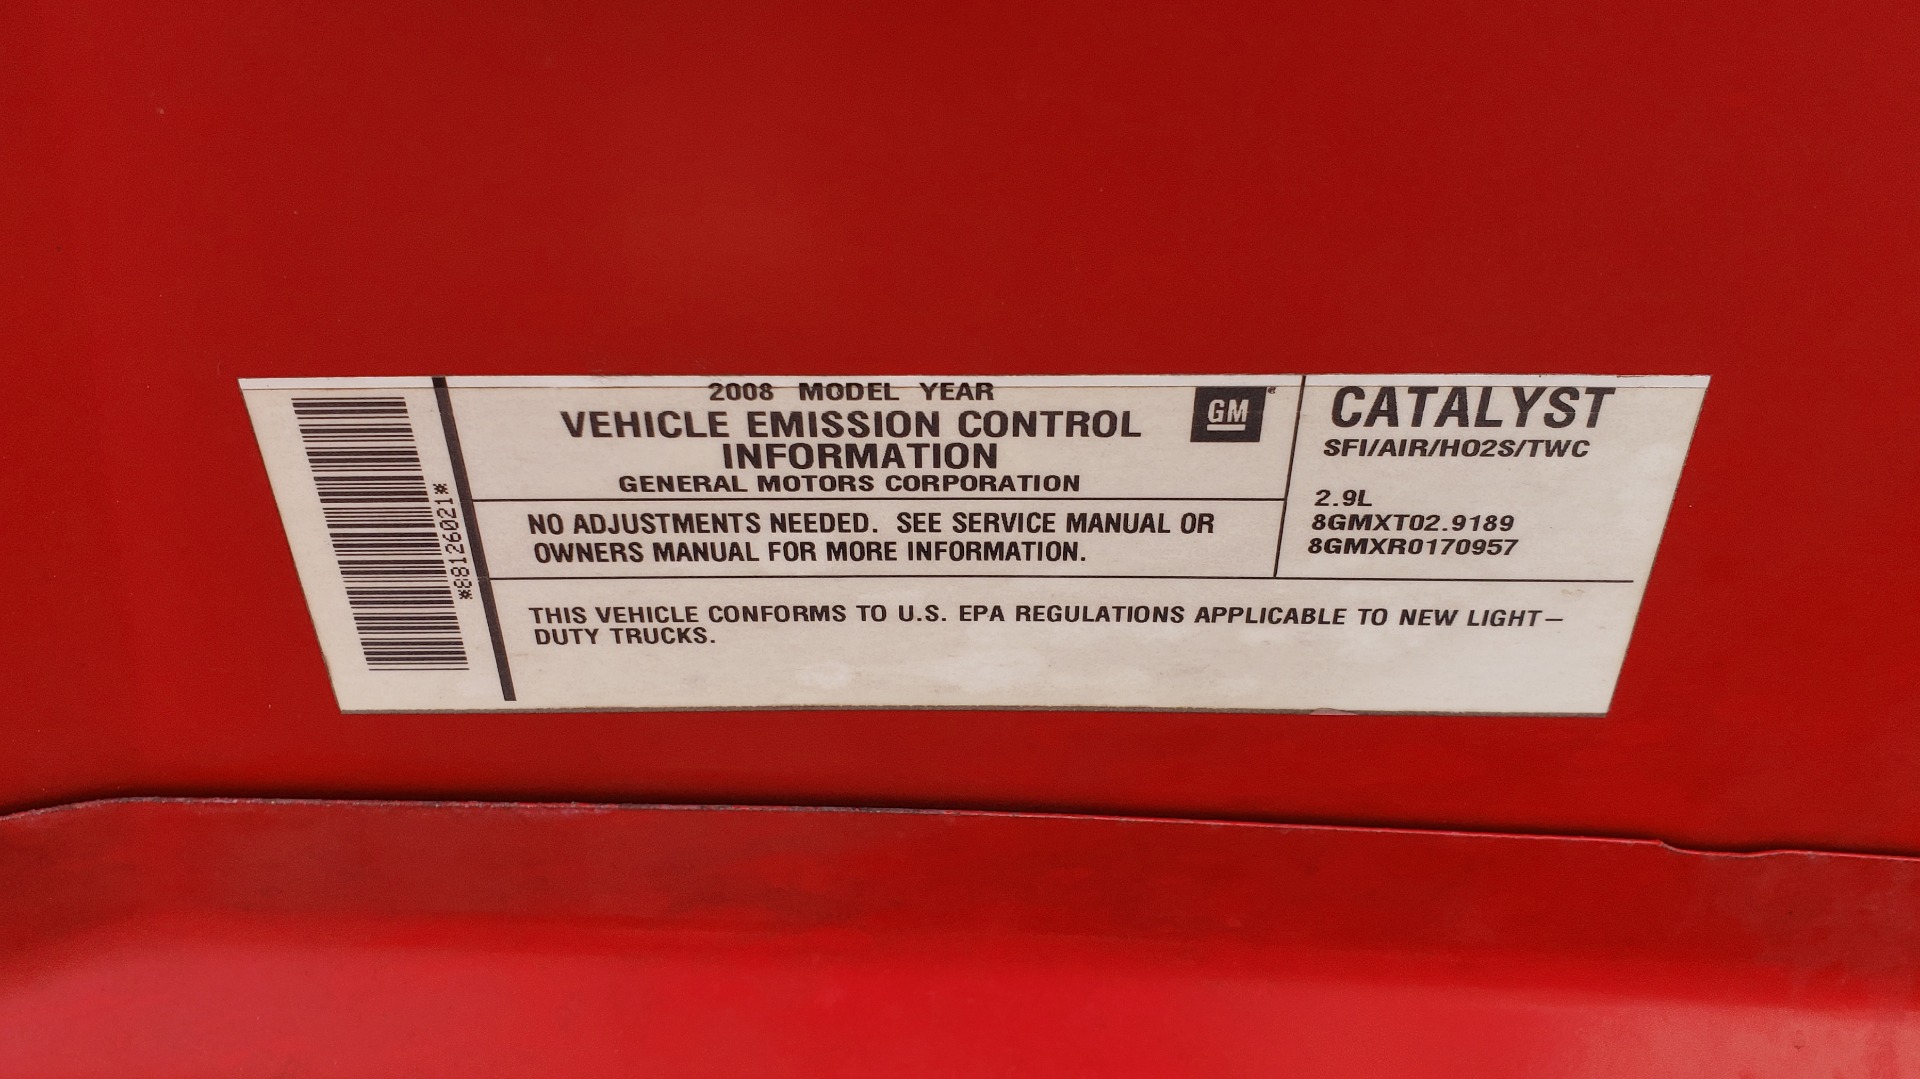 2008 MODEL YEAR
VEHICLE EMISSION CONTROL
INFORMATION
GENERAL MOTORS CORPORATION
GM
NO ADJUSTMENTS NEEDED. SEE SERVICE MANUAL OR
OWNERS MANUAL FOR MORE INFORMATION.
CATALYST
SFI/AIR/HO2S/TWC
2.9L
8GMXT02.9189
8GMXR0170957
THIS VEHICLE CONFORMS TO U.S. EPA REGULATIONS APPLICABLE TO NEW LIGHT–
DUTY TRUCKS.
*88126021*